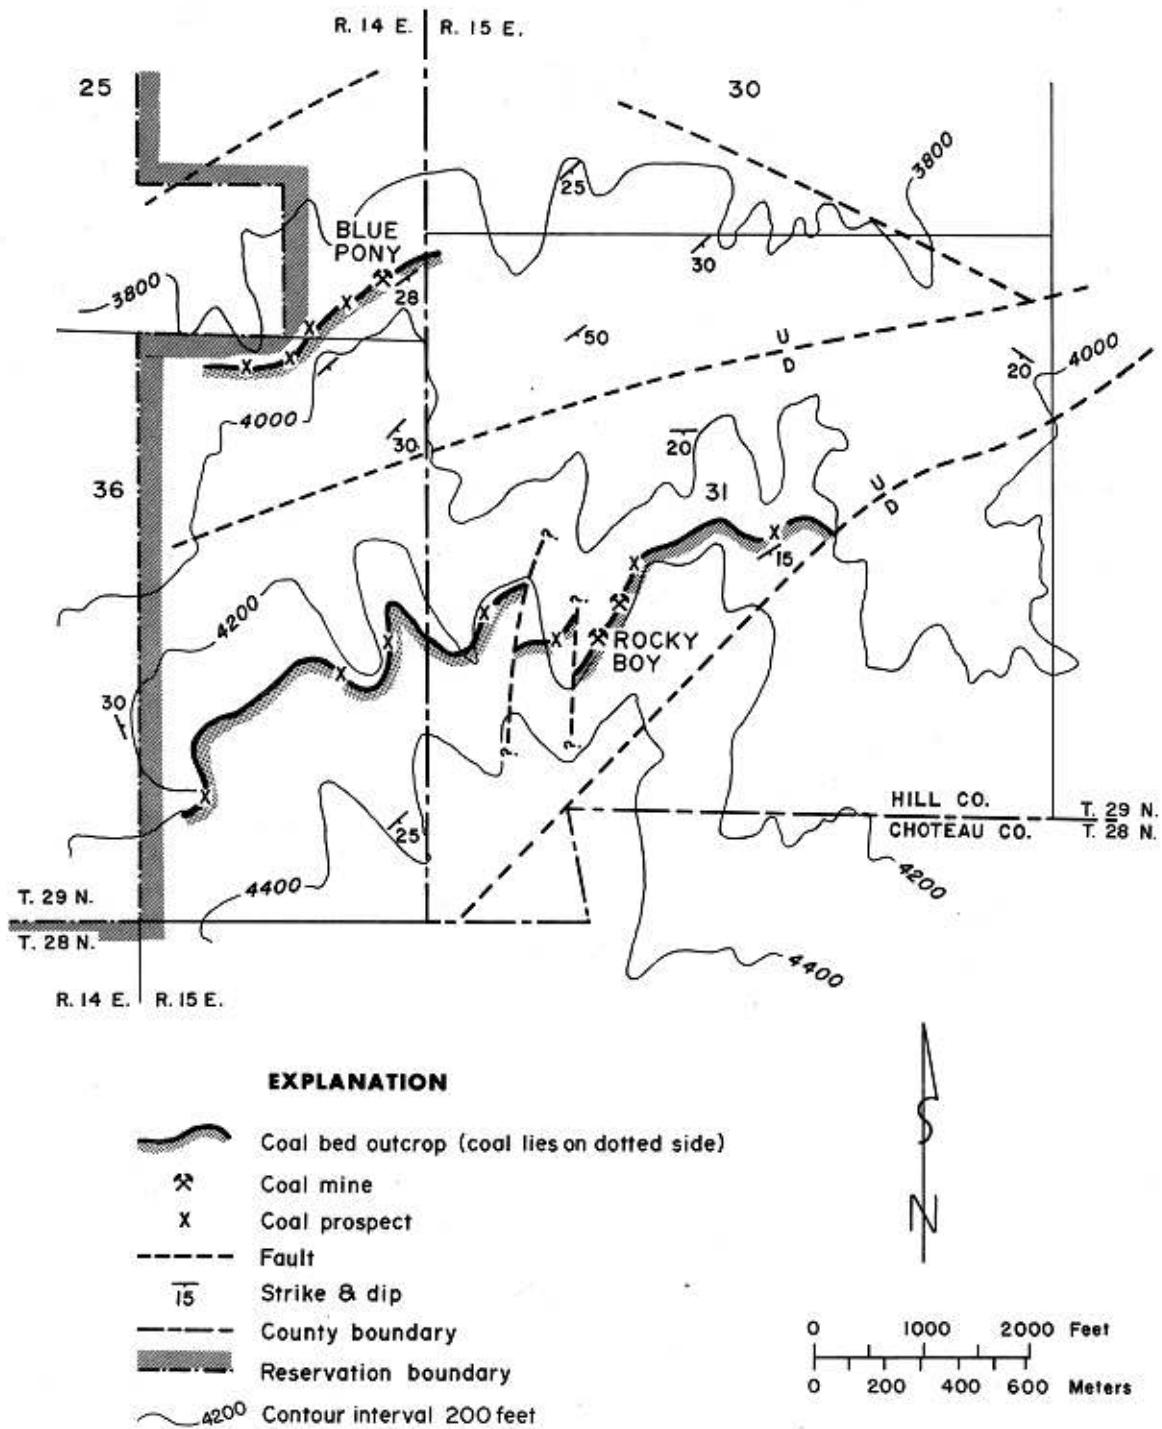 R. 14 E. R. 15 E.
25
30
3800
25
BLUE
PONY
30
3800
28
50
U
D
20
4000
4000
30
20
36
31
U
D
?
15
4200
?
ROCKY
BOY
30
?
?
25
HILL CO.
CHOTEAU CO.
T. 29 N.
T. 28 N.
4200
4400
T. 29 N.
T. 28 N.
4400
R. 14 E. R. 15 E.
EXPLANATION
Coal bed outcrop (coal lies on dotted side)
Coal mine
X Coal prospect
Fault
15 Strike & dip
County boundary
Reservation boundary
4200 Contour interval 200 feet
N
0 1000 2000 Feet
0 200 400 600 Meters